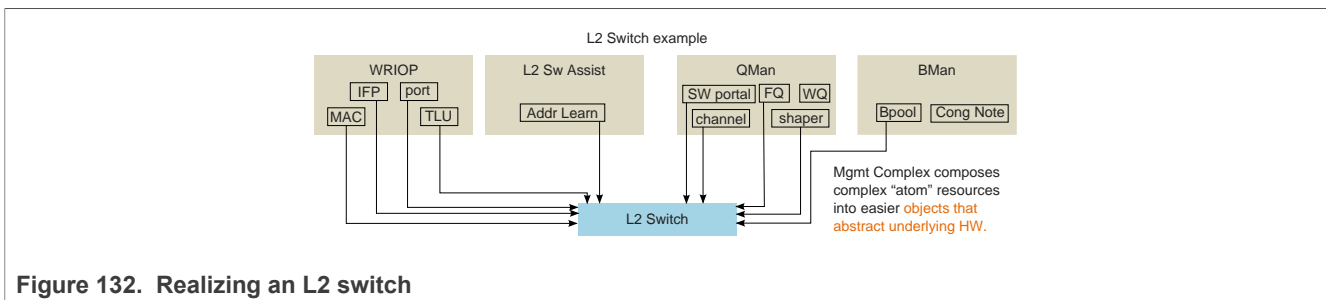 L2 Switch example
WRIOP
L2 Sw Assist
QMan
BMan
IFP
port
SW portal
FQ
WQ
MAC
TLU
Addr Learn
channel
shaper
Bpool
Cong Note
Mgmt Complex composes
complex “atom” resources
into easier objects that
abstract underlying HW.
L2 Switch
Figure 132. Realizing an L2 switch